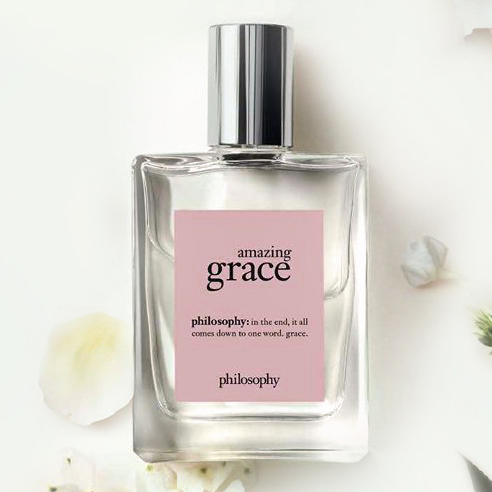 amazing
grace
philosophy: in the end, it all
comes down to one word. grace.
philosophy